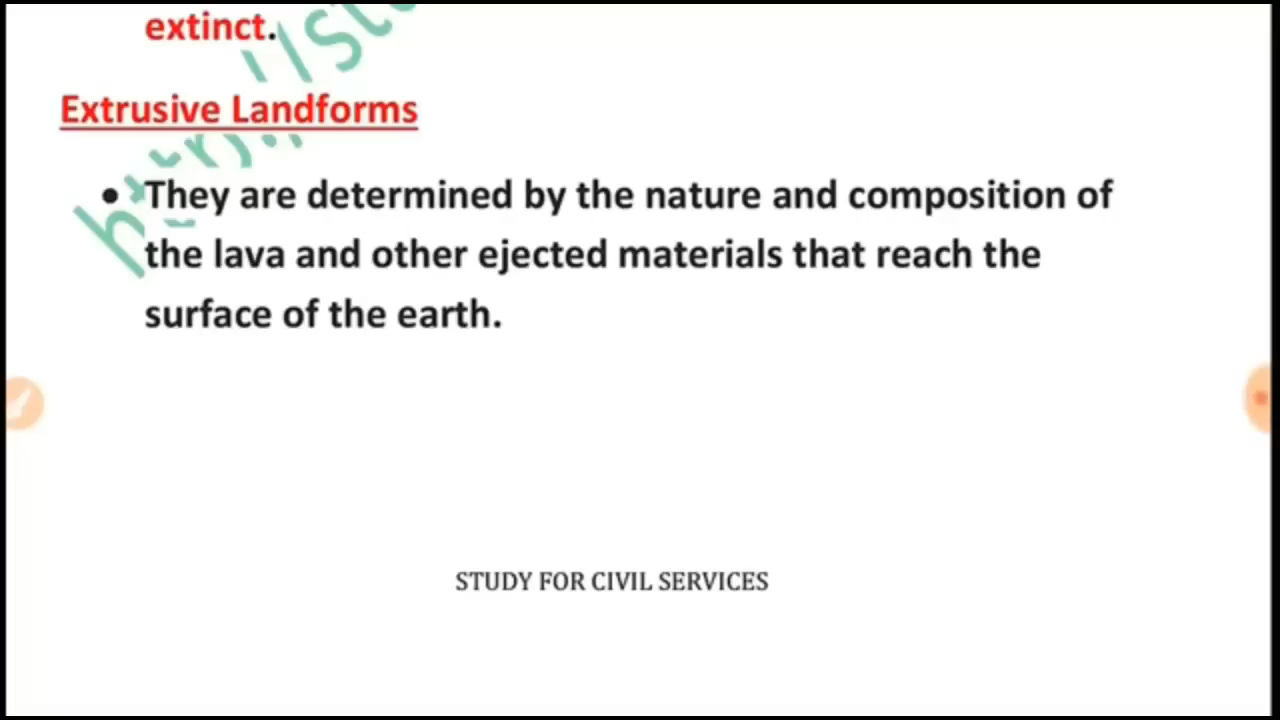 extinct.
Extrusive Landforms
• They are determined by the nature and composition of
the lava and other ejected materials that reach the
surface of the earth.
STUDY FOR CIVIL SERVICES